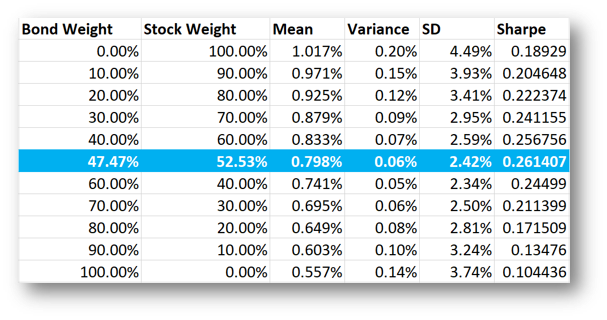 Bond Weight Stock Weight Mean Variance SD Sharpe
0.00% 100.00% 1.017% 0.20% 4.49% 0.18929
10.00% 90.00% 0.971% 0.15% 3.93% 0.204648
20.00% 80.00% 0.925% 0.12% 3.41% 0.222374
30.00% 70.00% 0.879% 0.09% 2.95% 0.241155
40.00% 60.00% 0.833% 0.07% 2.59% 0.256756
47.47% 52.53% 0.798% 0.06% 2.42% 0.261407
60.00% 40.00% 0.741% 0.05% 2.34% 0.24499
70.00% 30.00% 0.695% 0.06% 2.50% 0.211399
80.00% 20.00% 0.649% 0.08% 2.81% 0.171509
90.00% 10.00% 0.603% 0.10% 3.24% 0.13476
100.00% 0.00% 0.557% 0.14% 3.74% 0.104436